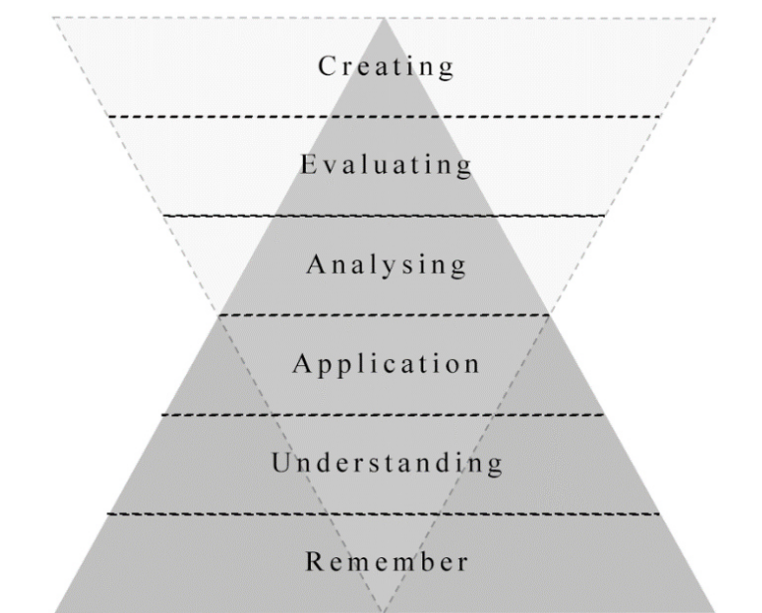 Creating
Evaluating
Analysing
Application
Understanding
Remember